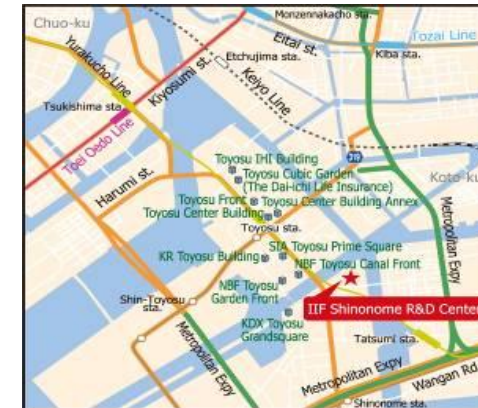 Monzennakacho sta.
Chuo-ku
Eitai st.
Tozai Line
Yurakucho Line
Kiyosumi st.
Etchujima sta.
Kiba sta.
Keiyo Line
Tsukishima sta.
Toei Oedo Line
Toyosu IHI Building
Toyosu Cubic Garden
(The Dai-ichi Life Insurance)
Koto-ku
Harumi st.
Toyosu Front
Toyosu Center Building Annex
Toyosu Center Building
Toyosu sta.
Metropolitan Expy
SIA Toyosu Prime Square
KR Toyosu Building
NBF Toyosu Canal Front
NBF Toyosu
Garden Front
Shin-Toyosu
sta.
IIF Shinonome R&D Center
KDX Toyosu
Grandsquare
Metropolitan Expy
Tatsumi sta.
Metropolitan Expy
Wangan Rd
Shinonome sta.